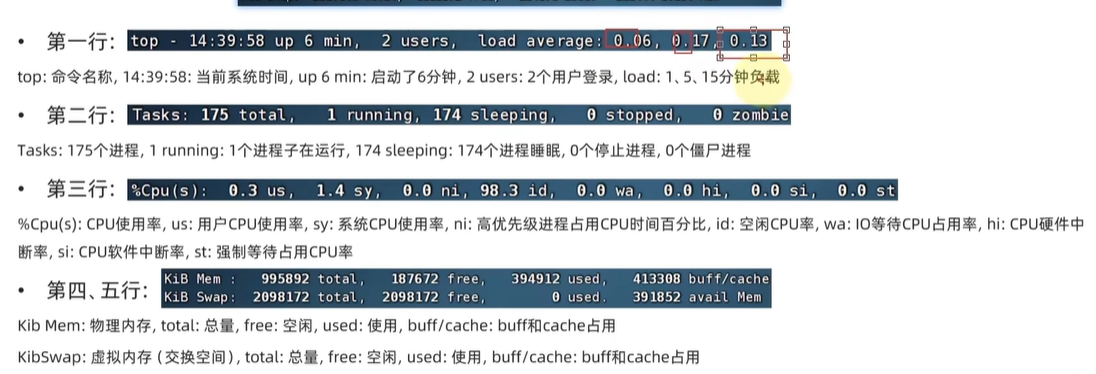 • 第一行: top - 14:39:58 up 6 min, 2 users, load average: 0.06, 0.17, 0.13
top: 命令名称, 14:39:58: 当前系统时间, up 6 min: 启动了6分钟, 2 users: 2个用户登录, load: 1、5、15分钟负载
• 第二行: Tasks: 175 total, 1 running, 174 sleeping, 0 stopped, 0 zombie
Tasks: 175个进程, 1 running: 1个进程子在运行, 174 sleeping: 174个进程睡眠, 0个停止进程, 0个僵尸进程
• 第三行: %Cpu(s): 0.3 us, 1.4 sy, 0.0 ni, 98.3 id, 0.0 wa, 0.0 hi, 0.0 si, 0.0 st
%Cpu(s): CPU使用率, us: 用户CPU使用率, sy: 系统CPU使用率, ni: 高优先级进程占用CPU时间百分比, id: 空闲CPU率, wa: IO等待CPU占用率, hi: CPU硬件中
断率, si: CPU软件中断率, st: 强制等待占用CPU率
• 第四、五行:
KiB Mem : 995892 total, 187672 free, 394912 used, 413308 buff/cache
KiB Swap: 2098172 total, 2098172 free, 0 used. 391852 avail Mem
Kib Mem: 物理内存, total: 总量, free: 空闲, used: 使用, buff/cache: buff和cache占用
KibSwap: 虚拟内存 (交换空间), total: 总量, free: 空闲, used: 使用, buff/cache: buff和cache占用